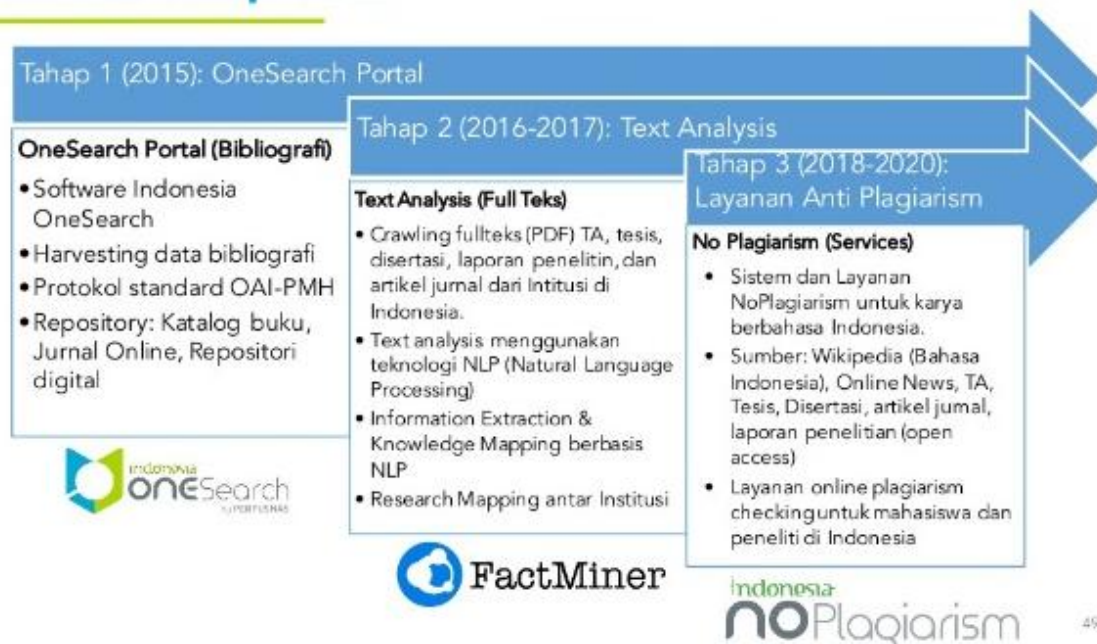 Tahap 1 (2015): OneSearch Portal
OneSearch Portal (Bibliografi)
•Software Indonesia
OneSearch
•Harvesting data bibliografi
•Protokol standard OAI-PMH
•Repository: Katalog buku,
Jurnal Online, Repositori
digital
indonesia
oneSearch
by PERPUSNAS
Tahap 2 (2016-2017): Text Analysis
Text Analysis (Full Teks)
• Crawling fullteks (PDF) TA, tesis,
disertasi, laporan penelitin, dan
artikel jurnal dari Intitusi di
Indonesia.
• Text analysis menggunakan
teknologi NLP (Natural Language
Processing)
• Information Extraction &
Knowledge Mapping berbasis
NLP
• Research Mapping antar Institusi
FactMiner
Tahap 3 (2018-2020):
Layanan Anti Plagiarism
No Plagiarism (Services)
• Sistem dan Layanan
NoPlagiarism untuk karya
berbahasa Indonesia.
• Sumber: Wikipedia (Bahasa
Indonesia), Online News, TA,
Tesis, Disertasi, artikel jurnal,
laporan penelitian (open
access)
• Layanan online plagiarism
checkinguntuk mahasiswa dan
peneliti di Indonesia
indonesia
noPlagiarism
49